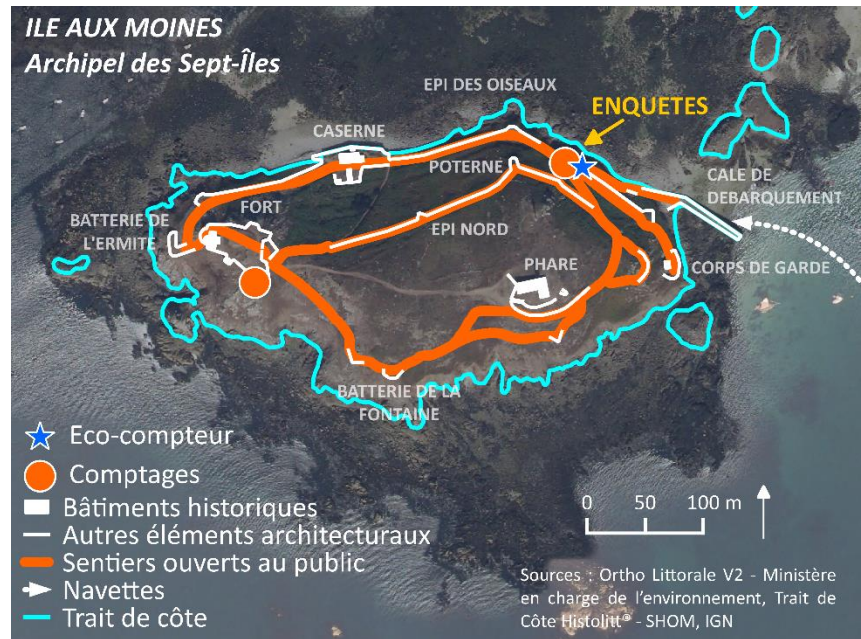 ILE AUX MOINES
Archipel des Sept-Îles
EPI DES OISEAUX
ENQUETES
CASERNE
POTERNE
CALE DE
DEBARQUEMENT
BATTERIE DE
L'ERMITE
FORT
EPI NORD
PHARE
CORPS DE GARDE
BATTERIE DE LA
FONTAINE
Eco-compteur
Comptages
Bâtiments historiques
Autres éléments architecturaux
Sentiers ouverts au public
Navettes
Trait de côte
0 50 100 m
Sources : Ortho Littorale V2 - Ministère
en charge de l'environnement, Trait de
Côte Histolitt® - SHOM, IGN